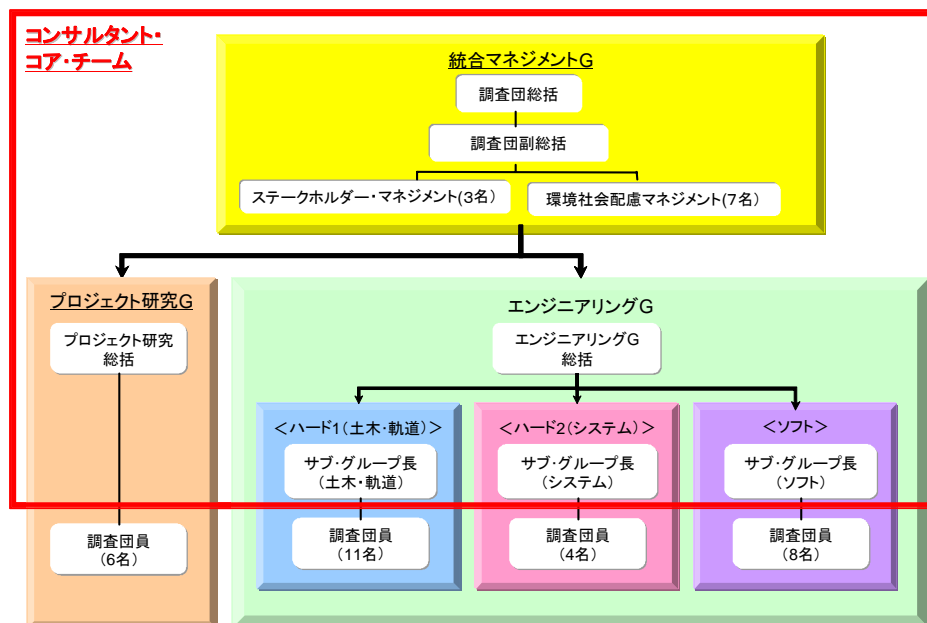 コンサルタント・
コア・チーム
統合マネジメントG
調査団総括
調査団副総括
ステークホルダー・マネジメント(3名)
環境社会配慮マネジメント(7名)
プロジェクト研究G
プロジェクト研究
総括
調査団員
(6名)
エンジニアリングG
エンジニアリングG
総括
＜ハード1(土木・軌道)＞
サブ・グループ長
(土木・軌道)
調査団員
(11名)
＜ハード2(システム)＞
サブ・グループ長
(システム)
調査団員
(4名)
＜ソフト＞
サブ・グループ長
(ソフト)
調査団員
(8名)